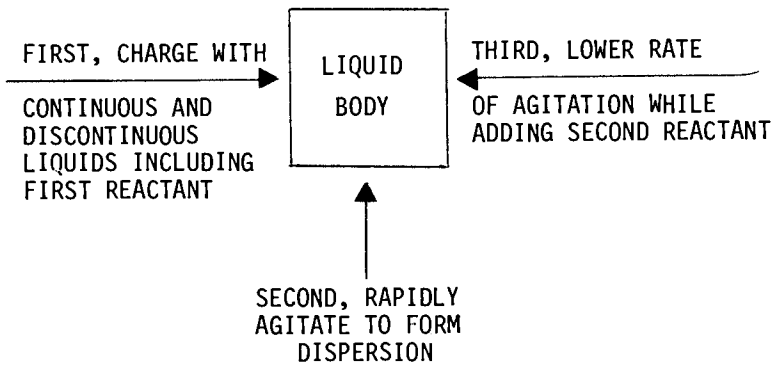 FIRST, CHARGE WITH
CONTINUOUS AND
DISCONTINUOUS
LIQUIDS INCLUDING
FIRST REACTANT
LIQUID
BODY
THIRD, LOWER RATE
OF AGITATION WHILE
ADDING SECOND REACTANT
SECOND, RAPIDLY
AGITATE TO FORM
DISPERSION